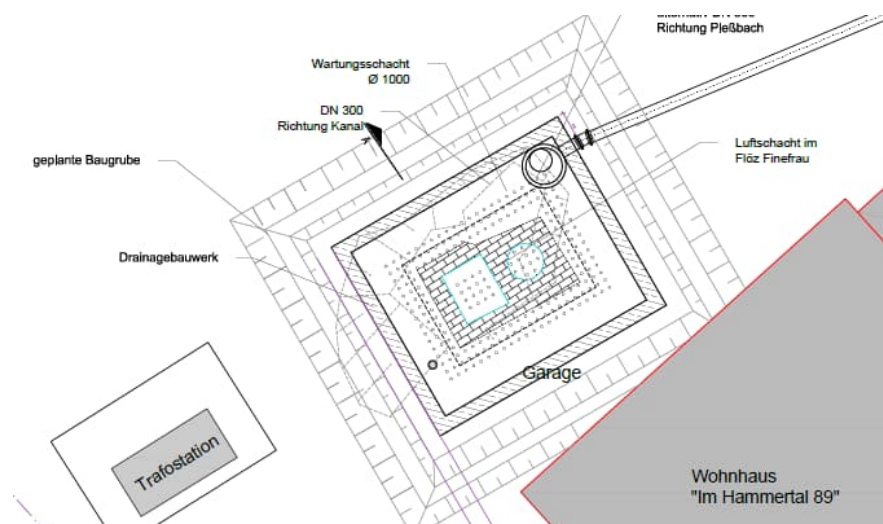 Richtung Pleßbach
Wartungsschacht
Ø 1000
DN 300
Richtung Kanal
A
Luftschacht im
Flöz Finefrau
geplante Baugrube
Drainagebauwerk
Garage
Trafostation
Wohnhaus
"Im Hammertal 89"